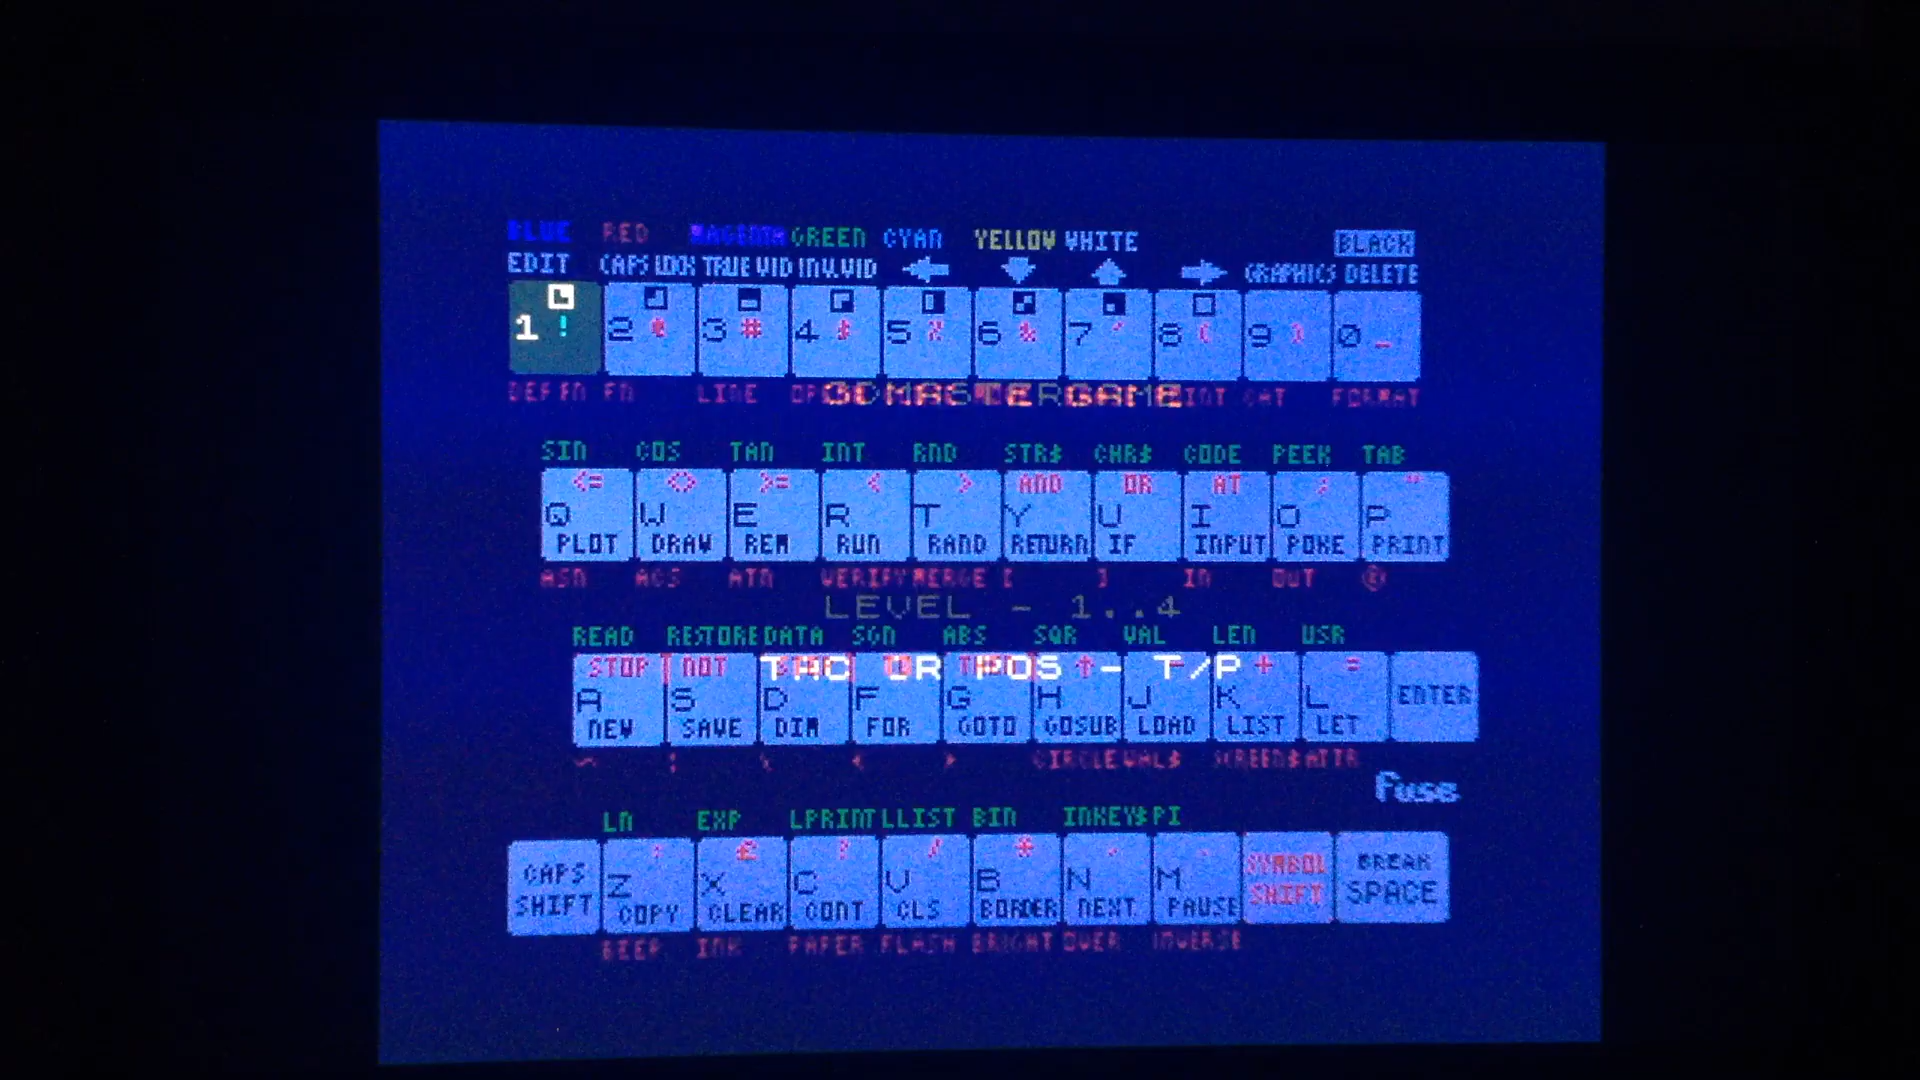 BLUE RED MAGENTA GREEN CYAN YELLOW WHITE BLACK
EDIT CAPS LOCK TRUE VID INV.VID GRAPHICS DELETE
1 ! 2 @ 3 # 4 $ 5 % 6 & 7 ' 8 ( 9 ) 0 _
DEF FN FN LINE CAT FORMAT
3D MASTERGAME
SIN COS TAN INT RND STR$ CHR$ CODE PEEK TAB
<= <> >= < > AND OR AT ; "
Q W E R T Y U I O P
PLOT DRAW REM RUN RAND RETURN IF INPUT POKE PRINT
ASN ACS ATN VERIFY MERGE [ ] IN OUT ©
LEVEL - 1..4
READ RESTORE DATA SGN ABS SQR VAL LEN USR
STOP NOT ↑ + =
TAC OR POS - T/P
A S D F G H J K L ENTER
NEW SAVE DIM FOR GOTO GOSUB LOAD LIST LET
~ | \ { } CIRCLE VAL$ SCREEN$ ATTR
fuse
LN EXP LPRINT LLIST BIN INKEY$ PI
: £ ? / * , .
CAPS SHIFT Z X C V B N M SYMBOL SHIFT BREAK SPACE
COPY CLEAR CONT CLS BORDER NEXT PAUSE
BEEP INK PAPER FLASH BRIGHT OVER INVERSE